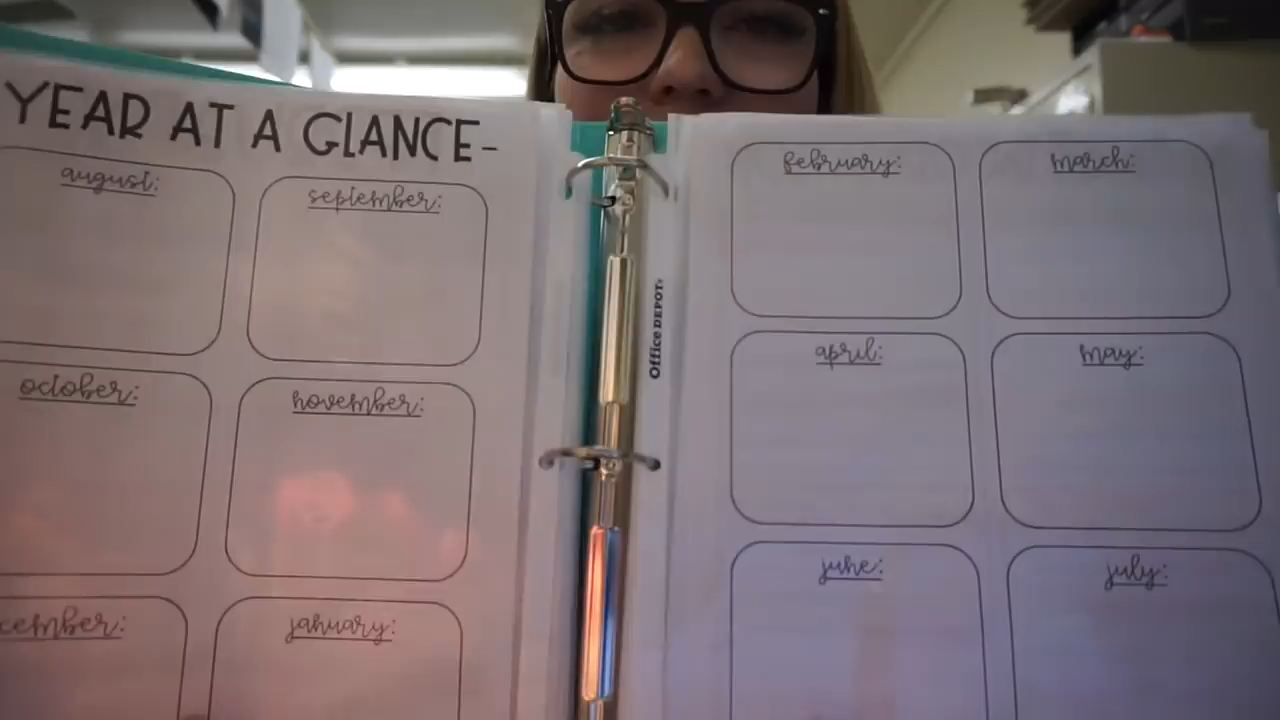 YEAR AT A GLANCE-
august:
september:
october:
november:
cember:
january:
Office DEPOT
february:
march:
april:
may:
june:
july: